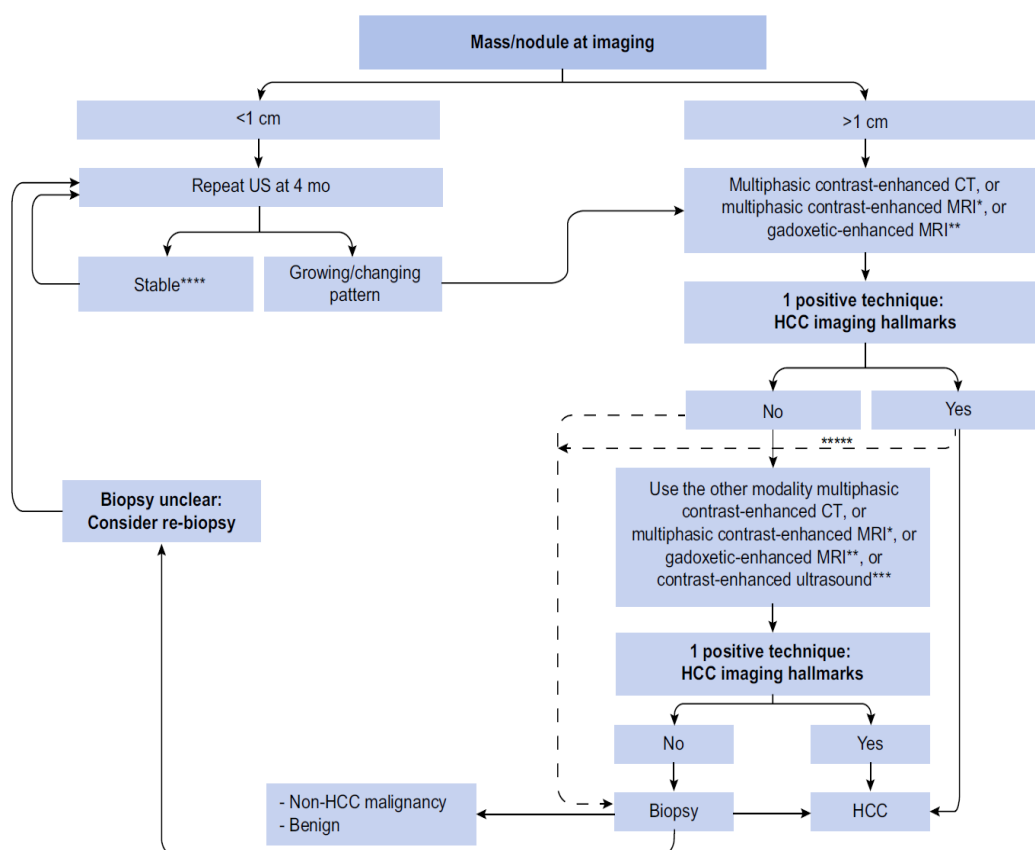 Mass/nodule at imaging
<1 cm
>1 cm
Repeat US at 4 mo
Multiphasic contrast-enhanced CT, or
multiphasic contrast-enhanced MRI*, or
gadoxetic-enhanced MRI**
Stable****
Growing/changing
pattern
1 positive technique:
HCC imaging hallmarks
No
Yes
*****
Use the other modality multiphasic
contrast-enhanced CT, or
multiphasic contrast-enhanced MRI*, or
gadoxetic-enhanced MRI**, or
contrast-enhanced ultrasound***
Biopsy unclear:
Consider re-biopsy
1 positive technique:
HCC imaging hallmarks
No
Yes
- Non-HCC malignancy
- Benign
Biopsy
HCC